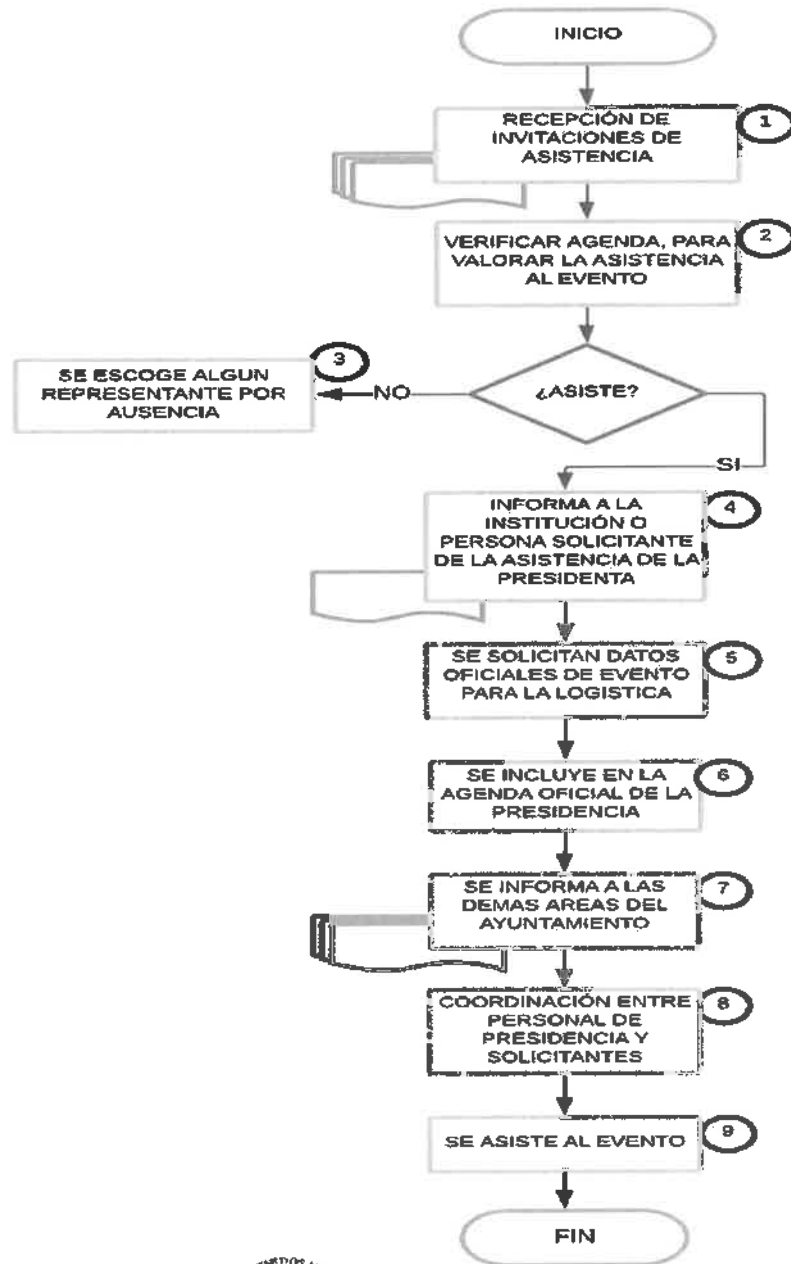 INICIO
RECEPCIÓN DE
INVITACIONES DE
ASISTENCIA
1
VERIFICAR AGENDA, PARA
VALORAR LA ASISTENCIA
AL EVENTO
2
¿ASISTE?
NO
SE ESCOGE ALGUN
REPRESENTANTE POR
AUSENCIA
3
SI
INFORMA A LA
INSTITUCIÓN O
PERSONA SOLICITANTE
DE LA ASISTENCIA DE LA
PRESIDENTA
4
SE SOLICITAN DATOS
OFICIALES DE EVENTO
PARA LA LOGISTICA
5
SE INCLUYE EN LA
AGENDA OFICIAL DE LA
PRESIDENCIA
6
SE INFORMA A LAS
DEMAS AREAS DEL
AYUNTAMIENTO
7
COORDINACIÓN ENTRE
PERSONAL DE
PRESIDENCIA Y
SOLICITANTES
8
SE ASISTE AL EVENTO
9
FIN